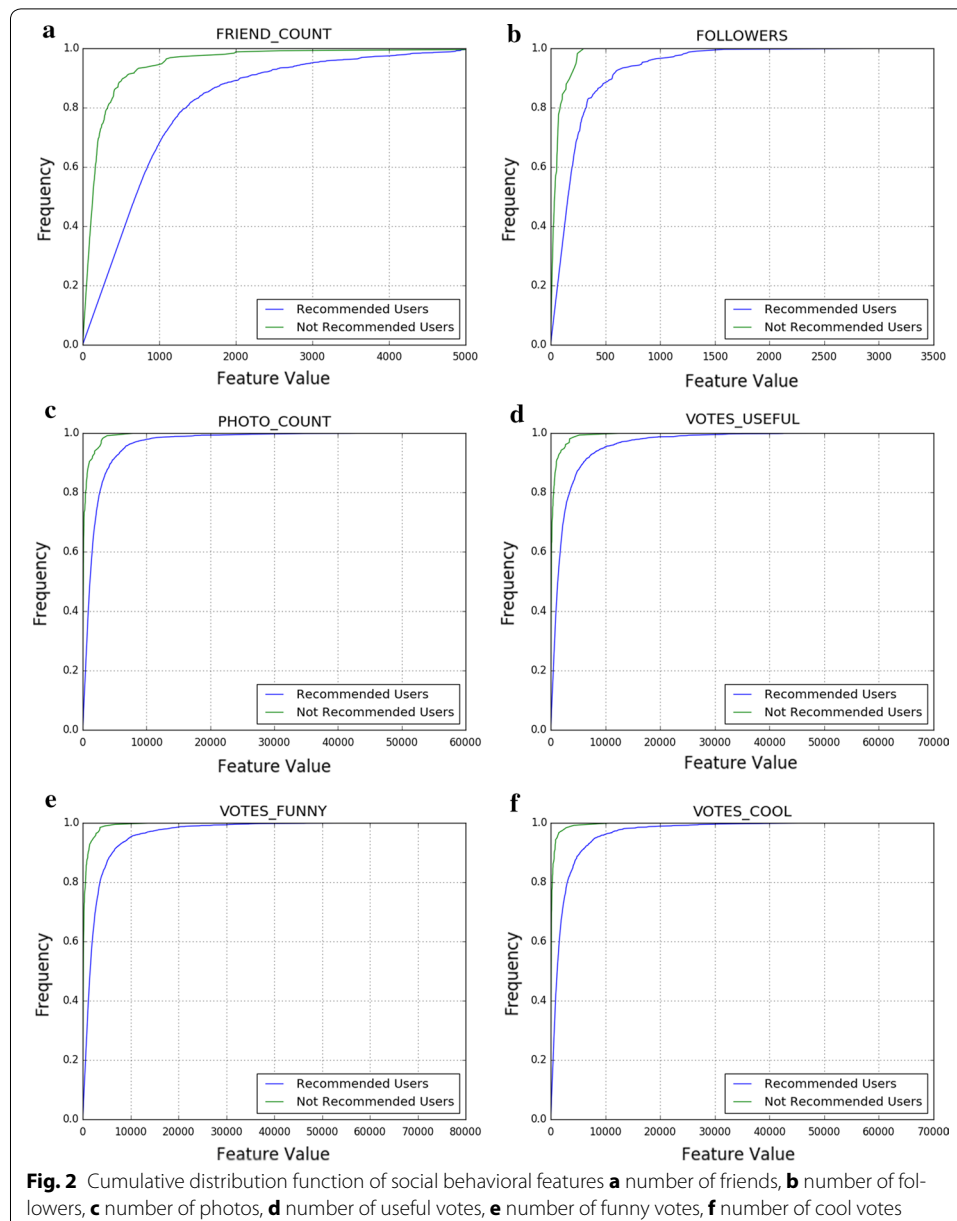 a
FRIEND_COUNT
1.0
0.8
0.6
0.4
0.2
0.0
Frequency
0
1000
2000
3000
4000
5000
Feature Value
Recommended Users
Not Recommended Users
b
FOLLOWERS
1.0
0.8
0.6
0.4
0.2
0.0
Frequency
0
500
1000
1500
2000
2500
3000
3500
Feature Value
Recommended Users
Not Recommended Users
c
PHOTO_COUNT
1.0
0.8
0.6
0.4
0.2
0.0
Frequency
0
10000
20000
30000
40000
50000
60000
Feature Value
Recommended Users
Not Recommended Users
d
VOTES_USEFUL
1.0
0.8
0.6
0.4
0.2
0.0
Frequency
0
10000
20000
30000
40000
50000
60000
70000
Feature Value
Recommended Users
Not Recommended Users
e
VOTES_FUNNY
1.0
0.8
0.6
0.4
0.2
0.0
Frequency
0
10000
20000
30000
40000
50000
60000
70000
80000
Feature Value
Recommended Users
Not Recommended Users
f
VOTES_COOL
1.0
0.8
0.6
0.4
0.2
0.0
Frequency
0
10000
20000
30000
40000
50000
60000
70000
Feature Value
Recommended Users
Not Recommended Users
Fig. 2 Cumulative distribution function of social behavioral features a number of friends, b number of fol-
lowers, c number of photos, d number of useful votes, e number of funny votes, f number of cool votes